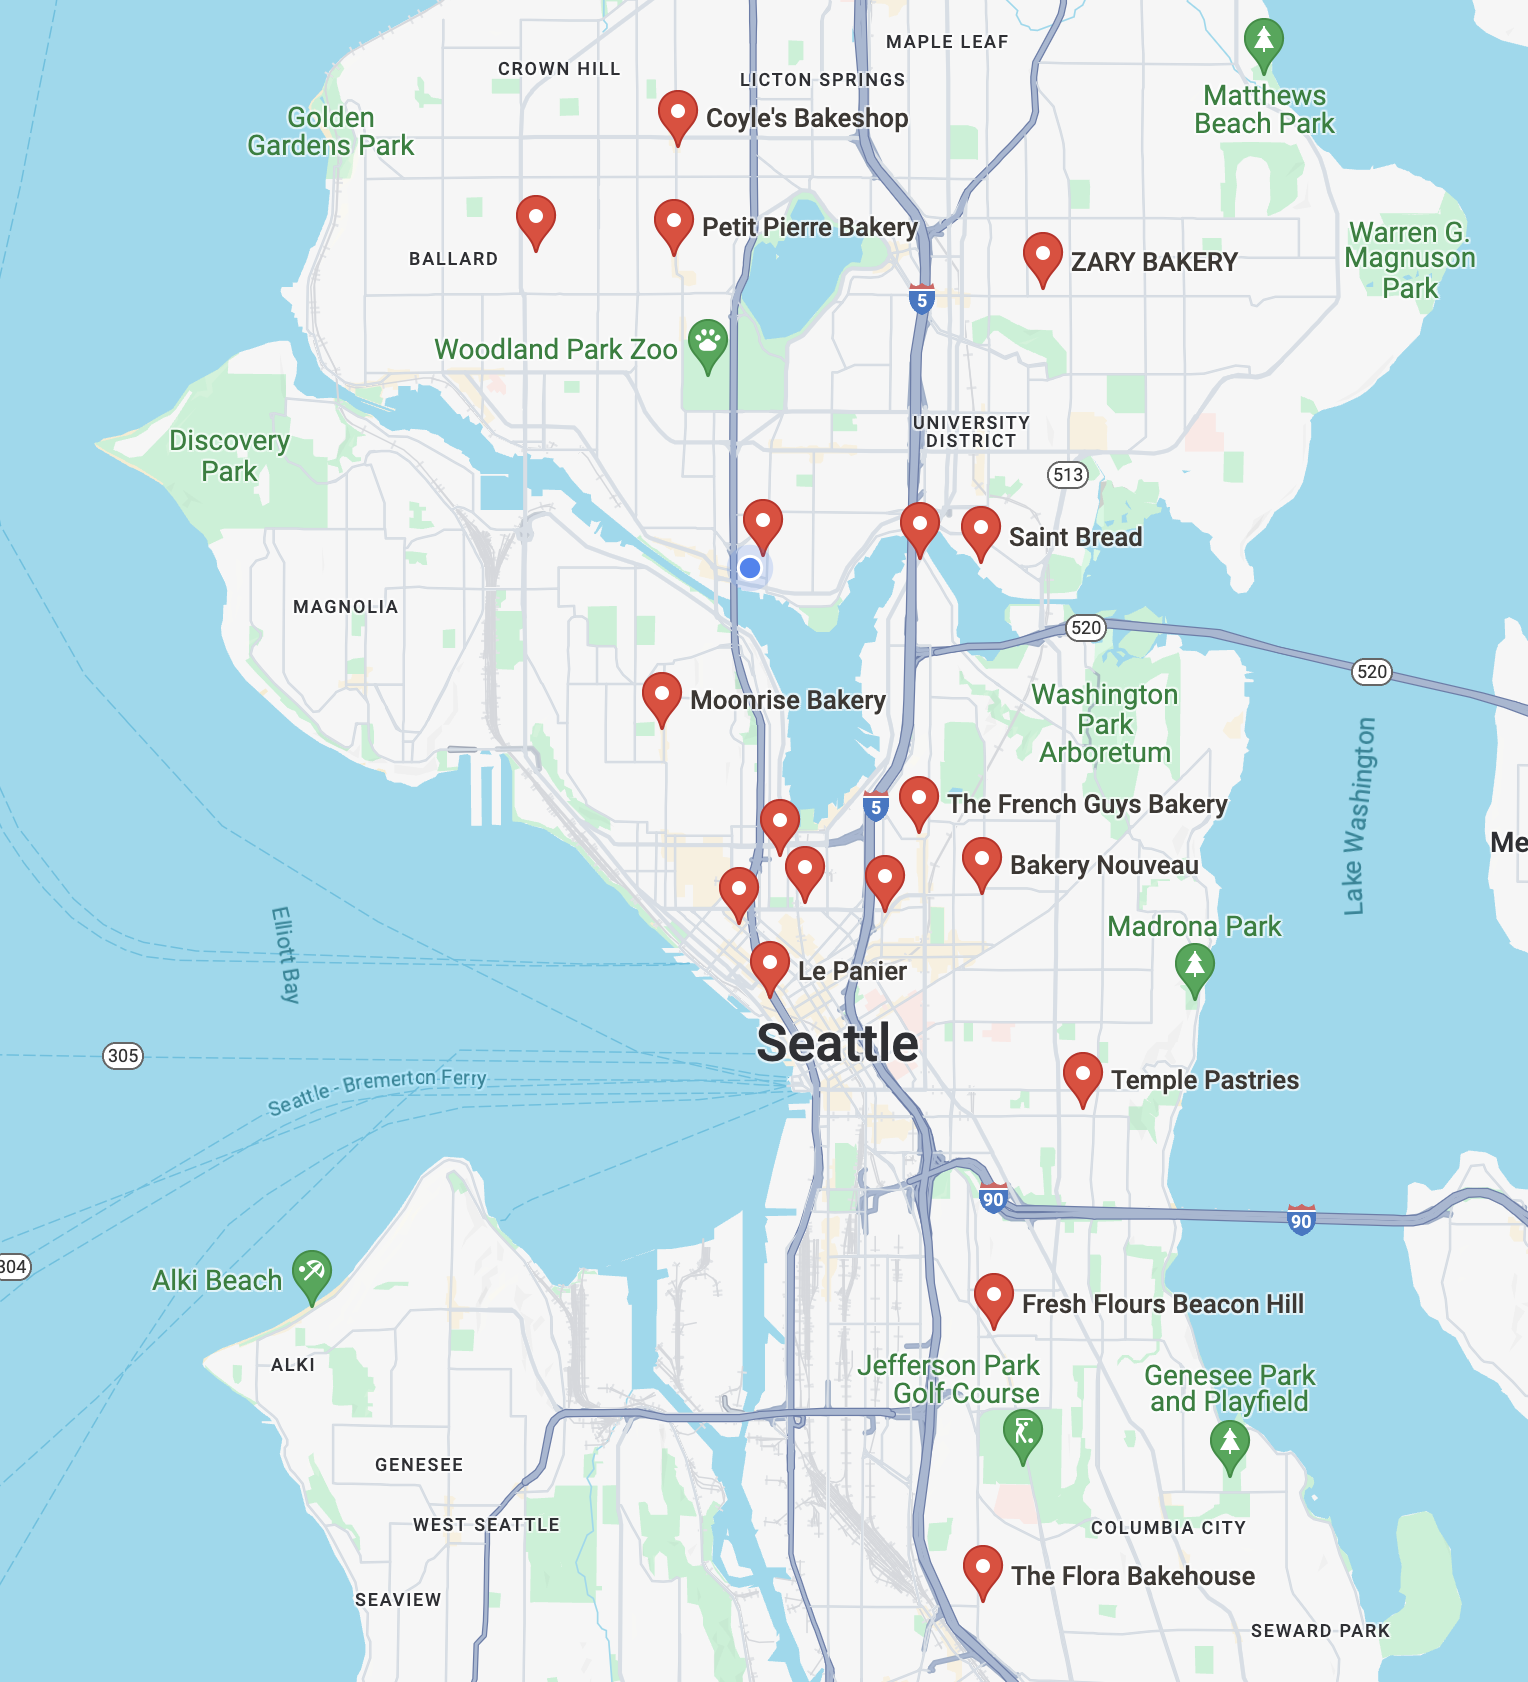 MAPLE LEAF
CROWN HILL
LICTON SPRINGS
Matthews
Beach Park
Golden
Gardens Park
Coyle's Bakeshop
Petit Pierre Bakery
BALLARD
ZARY BAKERY
Warren G.
Magnuson
Park
5
Woodland Park Zoo
UNIVERSITY
DISTRICT
Discovery
Park
513
Saint Bread
MAGNOLIA
520
520
Washington
Park
Arboretum
Moonrise Bakery
Lake Washington
5
The French Guys Bakery
Me
Bakery Nouveau
Elliott Bay
Madrona Park
Le Panier
Seattle
305
Seattle - Bremerton Ferry
Temple Pastries
90
90
304
Alki Beach
Fresh Flours Beacon Hill
ALKI
Jefferson Park
Golf Course
Genesee Park
and Playfield
GENESEE
WEST SEATTLE
COLUMBIA CITY
The Flora Bakehouse
SEAVIEW
SEWARD PARK